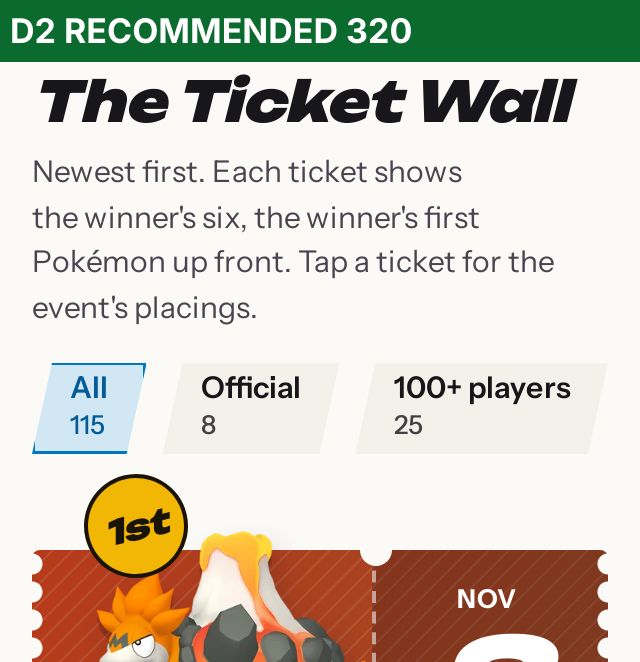 D2 RECOMMENDED 320
The Ticket Wall
Newest first. Each ticket shows
the winner's six, the winner's first
Pokémon up front. Tap a ticket for the
event's placings.
All
115
Official
8
100+ players
25
1st
NOV